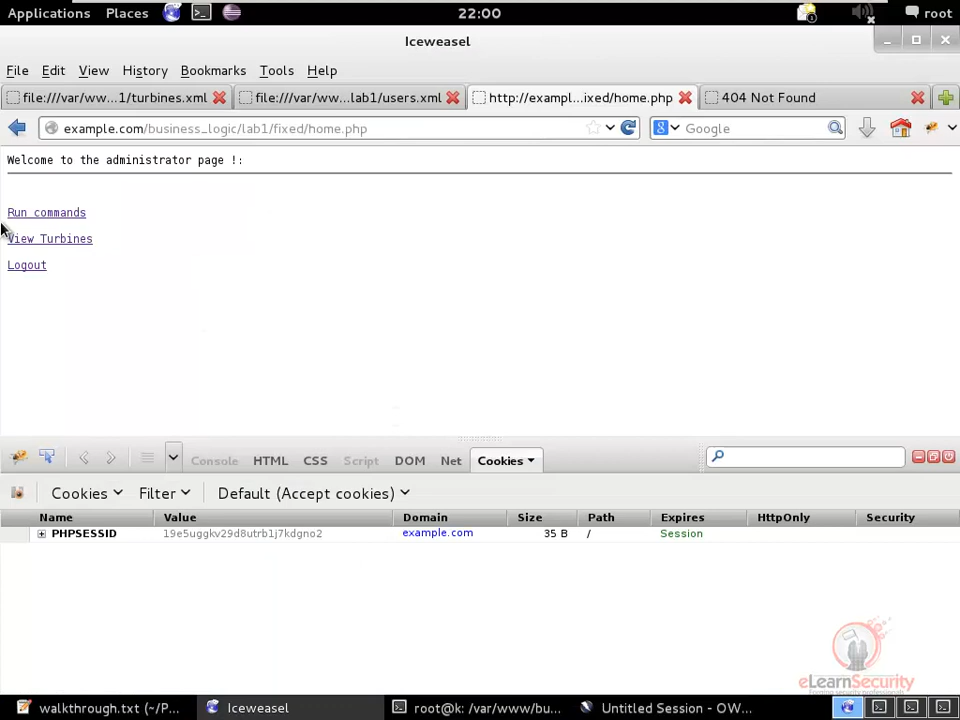 Applications Places 22:00 root
Iceweasel
File Edit View History Bookmarks Tools Help
file:///var/ww...1/turbines.xml file:///var/ww...lab1/users.xml http://exampl...ixed/home.php 404 Not Found
example.com/business_logic/lab1/fixed/home.php Google
Welcome to the administrator page !:
Run commands
View Turbines
Logout
Console HTML CSS Script DOM Net Cookies
Cookies Filter Default (Accept cookies)
Name Value Domain Size Path Expires HttpOnly Security
PHPSESSID 19e5uggkv29d8utrb1j7kdgno2 example.com 35 B / Session
eLearnSecurity
Forging security professionals
walkthrough.txt (~/P... Iceweasel root@k: /var/www/bu... Untitled Session - OW...